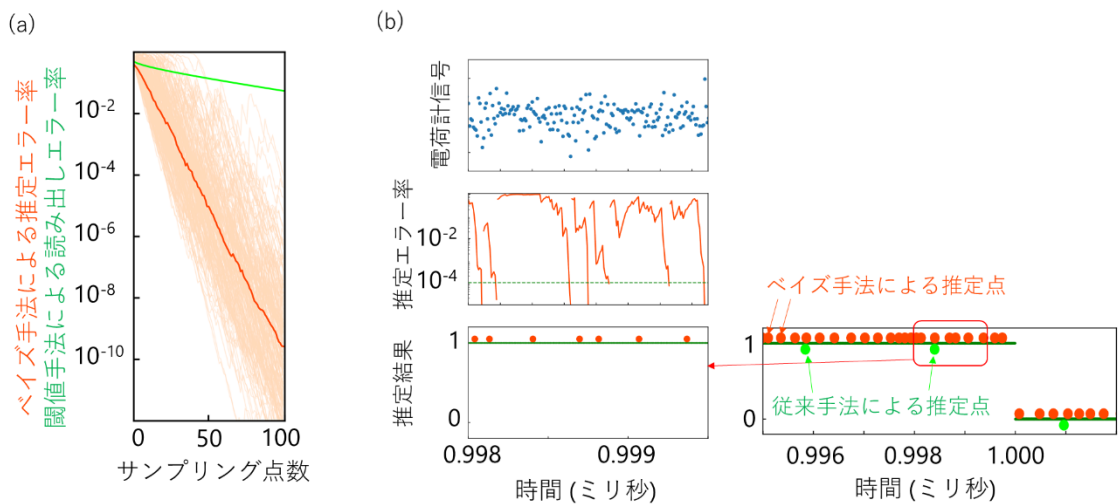 (a)
ベイズ手法による推定エラー率
閾値手法による読み出しエラー率
10-2
10-4
10-6
10-8
10-10
0
50
100
サンプリング点数
(b)
電荷計信号
推定エラー率
10-2
10-4
推定結果
1
0
0.998
0.999
時間 (ミリ秒)
ベイズ手法による推定点
1
従来手法による推定点
0
0.996
0.998
1.000
時間 (ミリ秒)